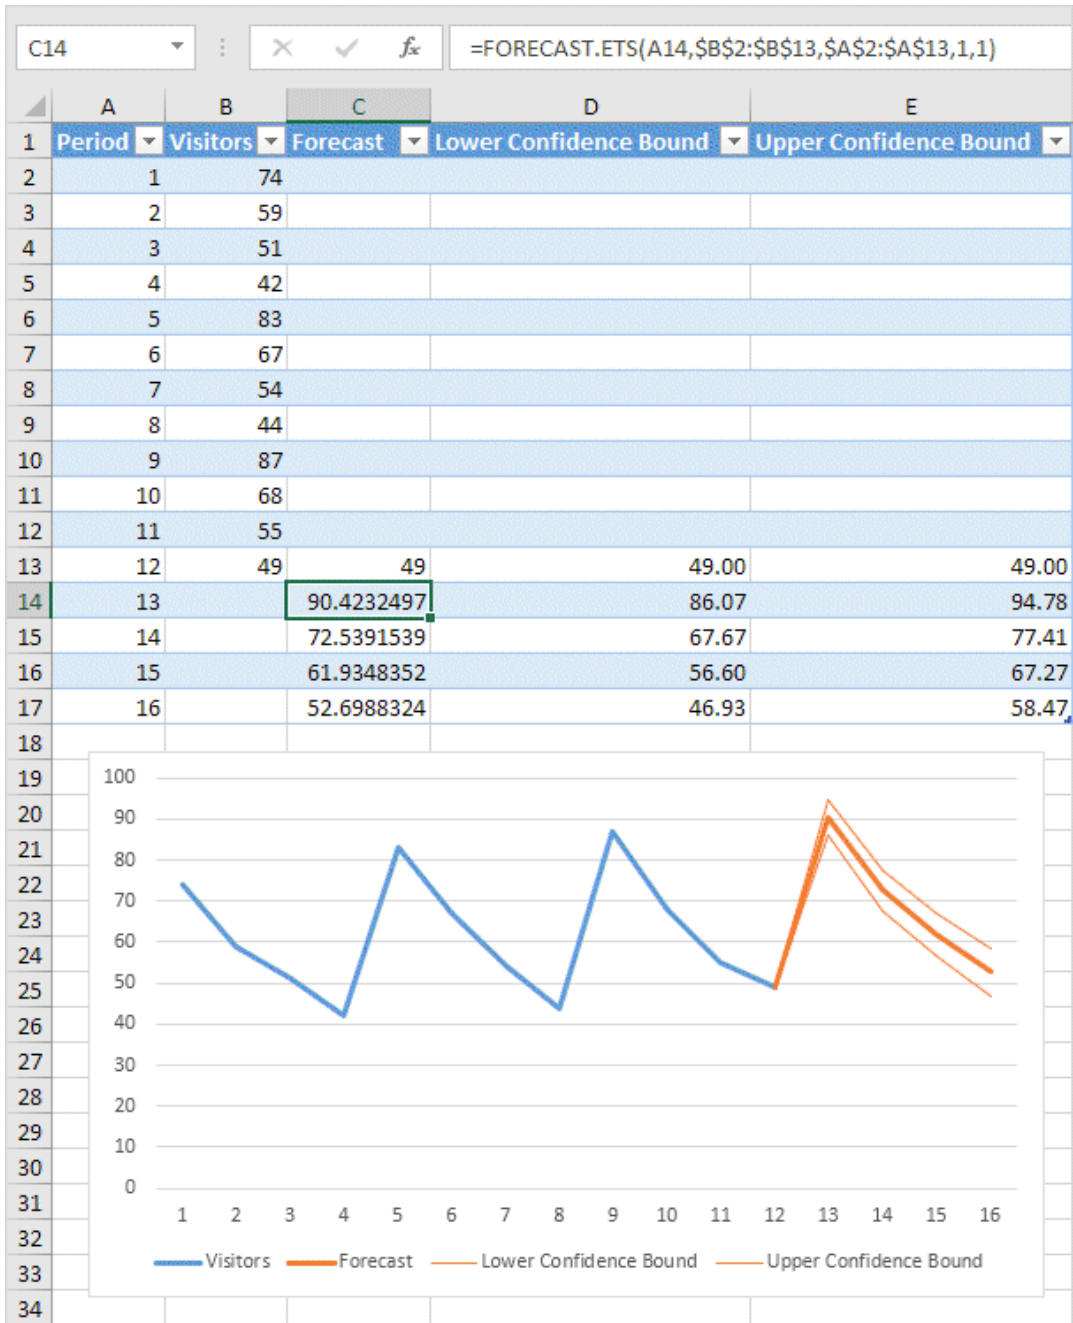 C14 fx =FORECAST.ETS(A14,$B$2:$B$13,$A$2:$A$13,1,1)
A B C D E
1 Period Visitors Forecast Lower Confidence Bound Upper Confidence Bound
2 1 74
3 2 59
4 3 51
5 4 42
6 5 83
7 6 67
8 7 54
9 8 44
10 9 87
11 10 68
12 11 55
13 12 49 49 49.00 49.00
14 13 90.4232497 86.07 94.78
15 14 72.5391539 67.67 77.41
16 15 61.9348352 56.60 67.27
17 16 52.6988324 46.93 58.47
18
19 100
20 90
21 80
22 70
23 60
24
25 50
26 40
27 30
28 20
29 10
30 0
31 1 2 3 4 5 6 7 8 9 10 11 12 13 14 15 16
32 Visitors Forecast Lower Confidence Bound Upper Confidence Bound
33
34